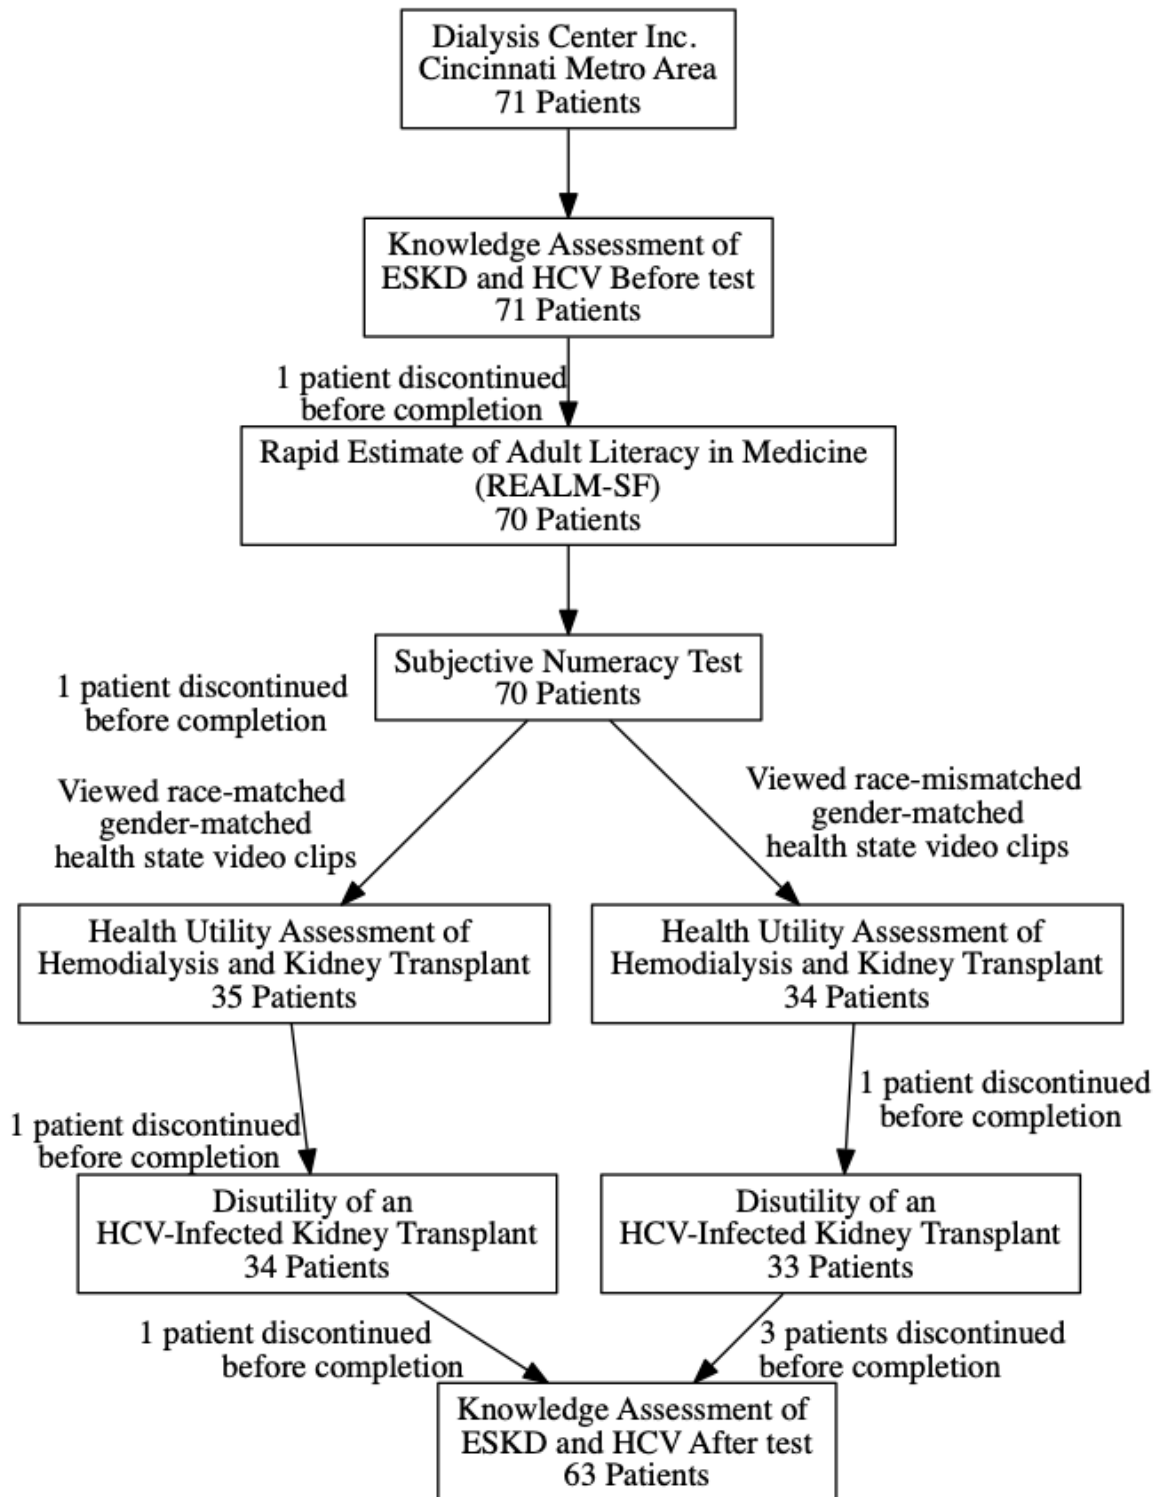 Dialysis Center Inc.
Cincinnati Metro Area
71 Patients
Knowledge Assessment of
ESKD and HCV Before test
71 Patients
1 patient discontinued
before completion
Rapid Estimate of Adult Literacy in Medicine
(REALM-SF)
70 Patients
Subjective Numeracy Test
70 Patients
1 patient discontinued
before completion
Viewed race-matched
gender-matched
health state video clips
Viewed race-mismatched
gender-matched
health state video clips
Health Utility Assessment of
Hemodialysis and Kidney Transplant
35 Patients
Health Utility Assessment of
Hemodialysis and Kidney Transplant
34 Patients
1 patient discontinued
before completion
1 patient discontinued
before completion
Disutility of an
HCV-Infected Kidney Transplant
34 Patients
Disutility of an
HCV-Infected Kidney Transplant
33 Patients
1 patient discontinued
before completion
3 patients discontinued
before completion
Knowledge Assessment of
ESKD and HCV After test
63 Patients